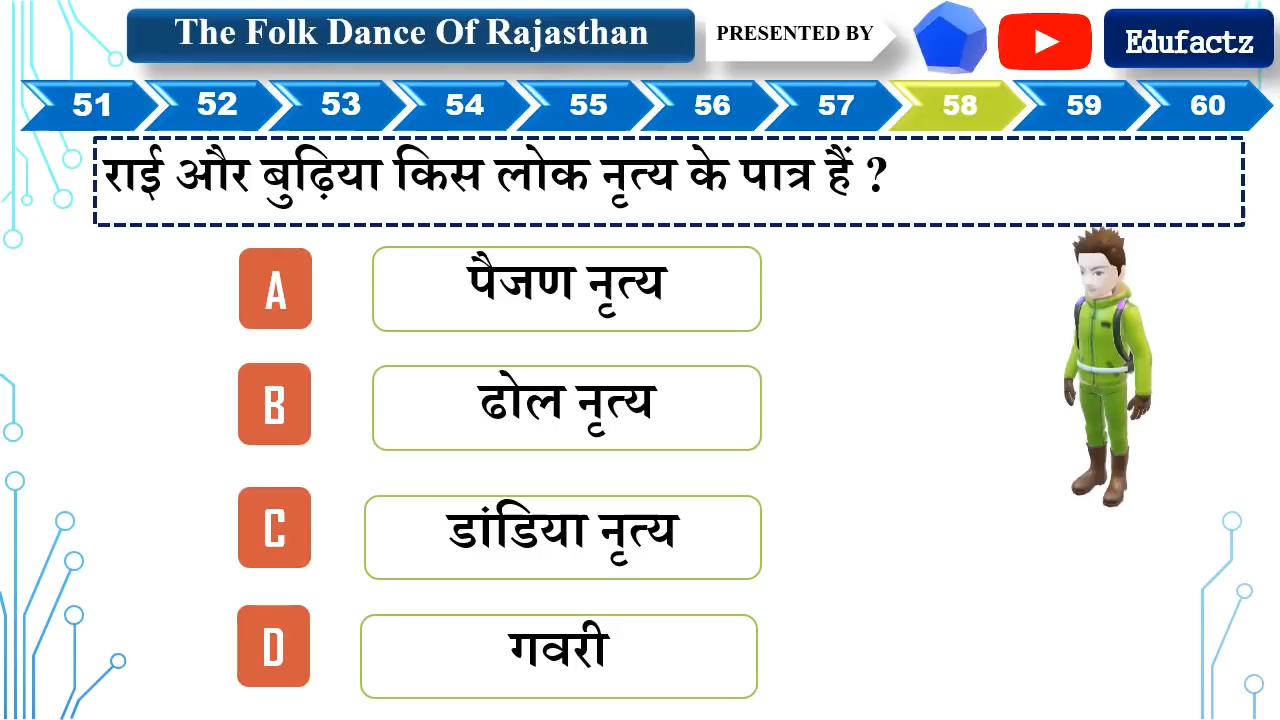 The Folk Dance Of Rajasthan
PRESENTED BY
Edufactz
51 52 53 54 55 56 57 58 59 60
राई और बुढ़िया किस लोक नृत्य के पात्र हैं ?
A पैजण नृत्य
B ढोल नृत्य
C डांडिया नृत्य
D गवरी